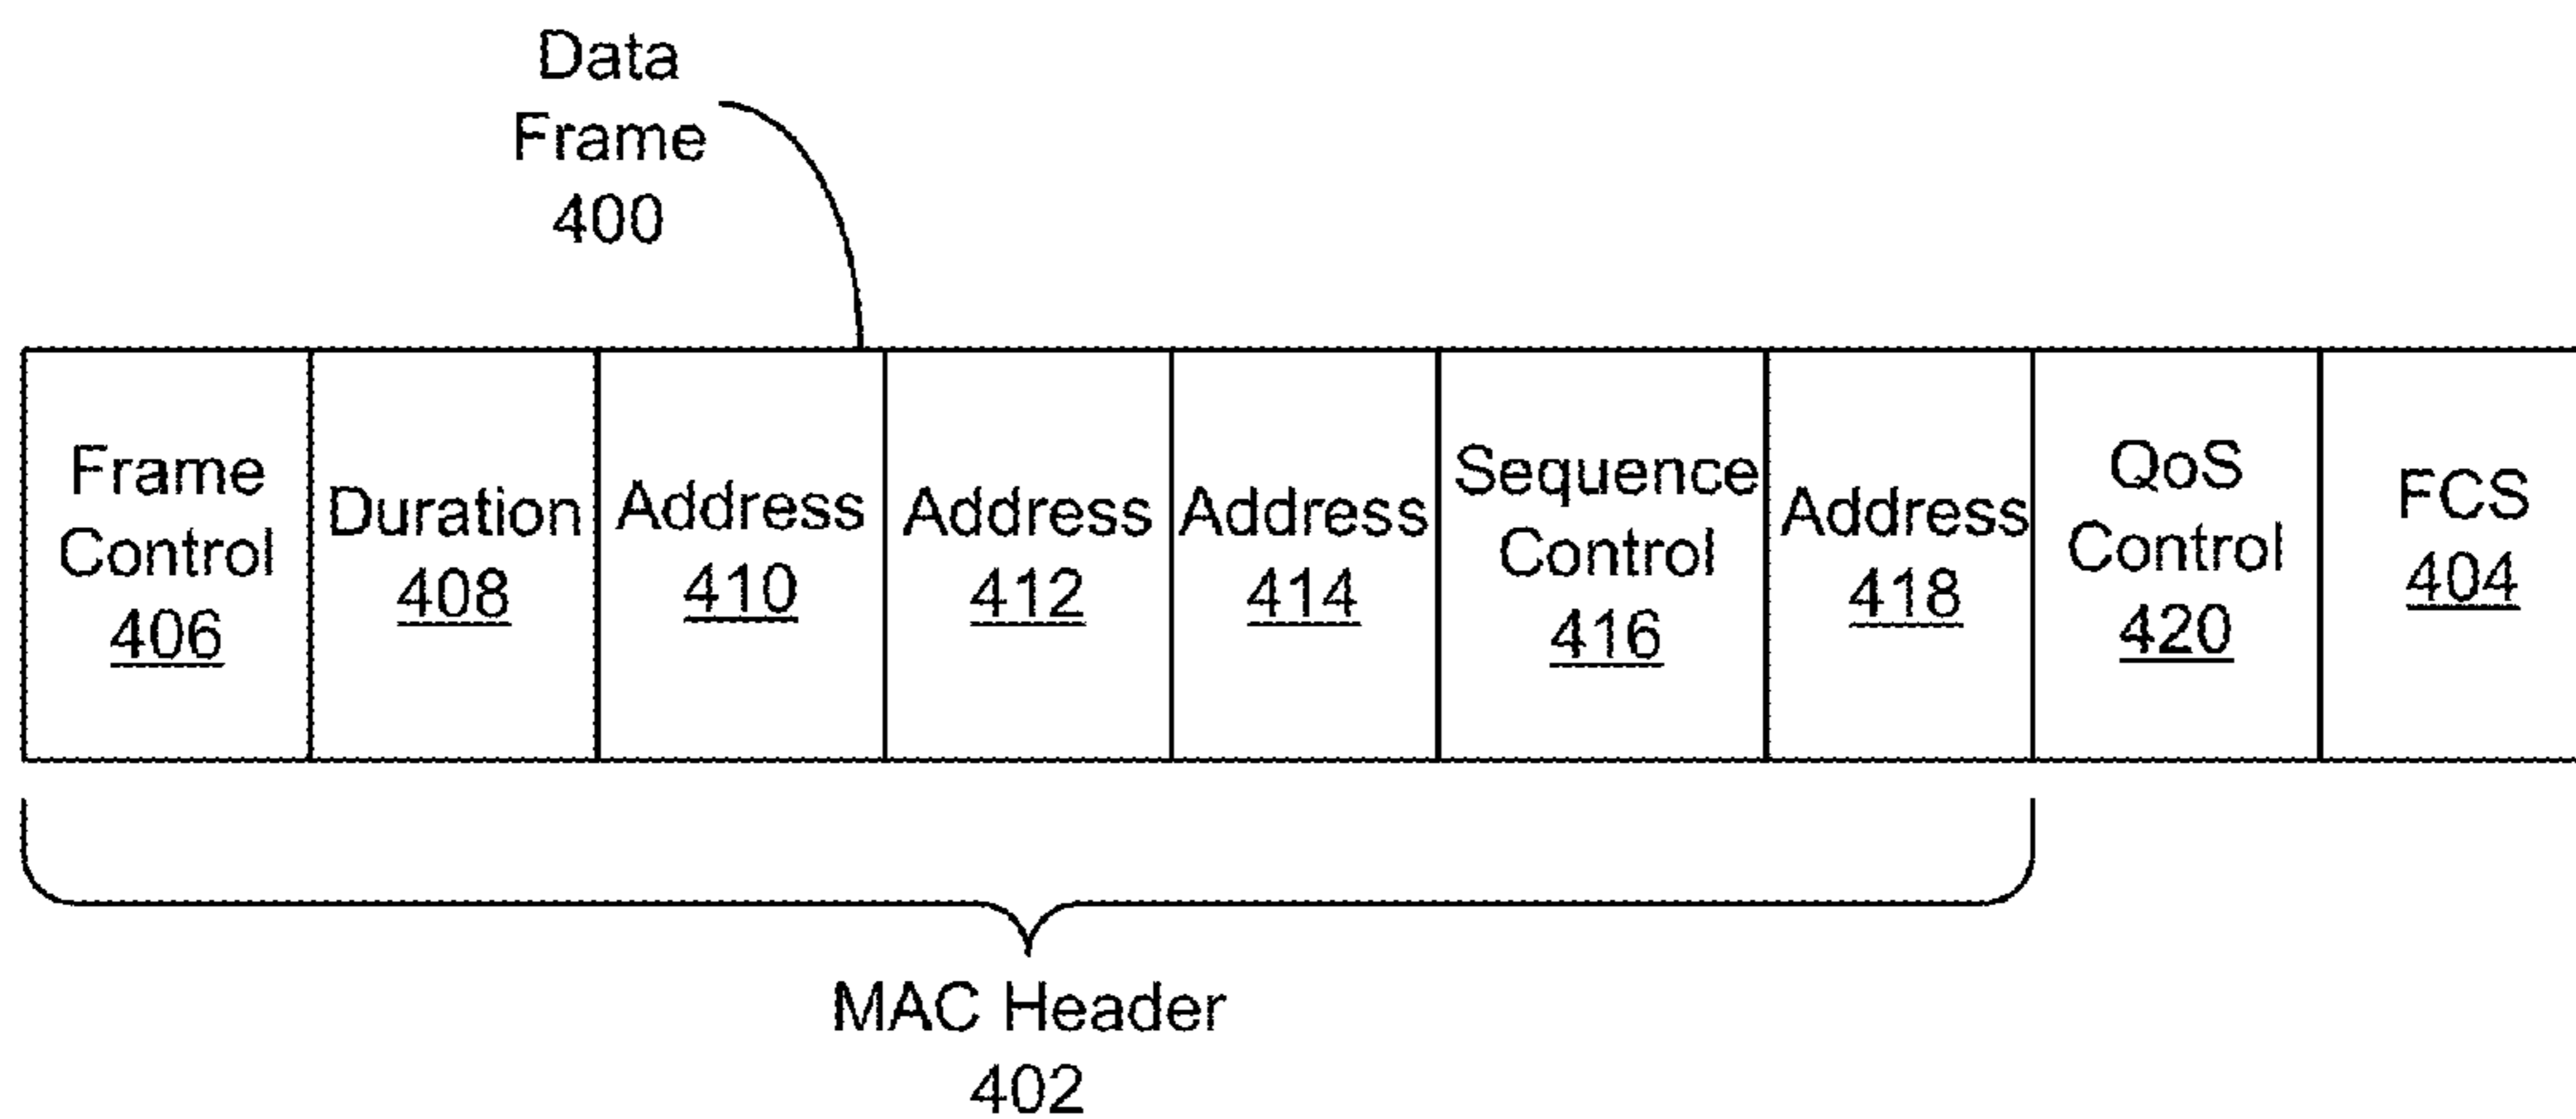 Data
Frame
400
Frame
Control
406
Duration
408
Address
410
Address
412
Address
414
Sequence
Control
416
Address
418
QoS
Control
420
FCS
404
MAC Header
402